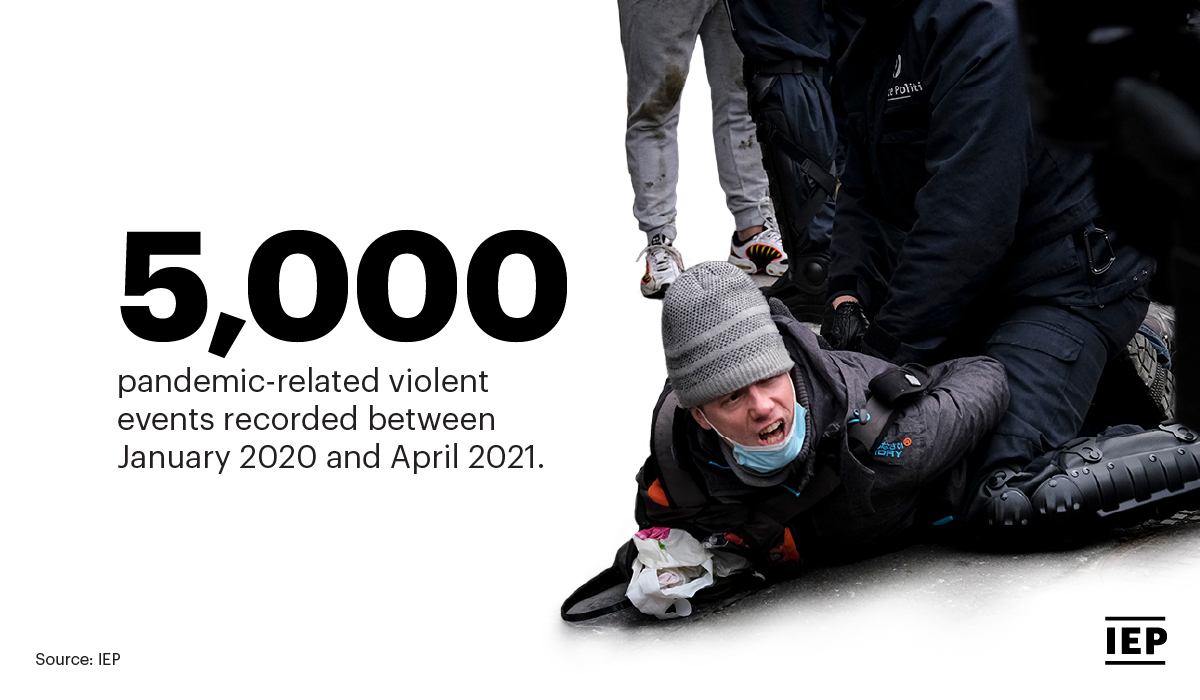 5,000
pandemic-related violent
events recorded between
January 2020 and April 2021.
Source: IEP
IEP